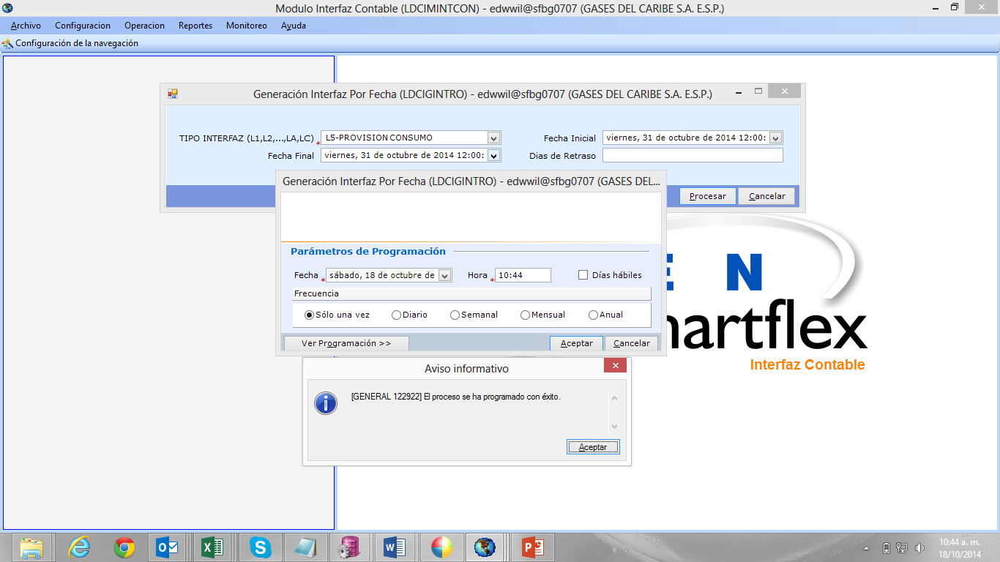 Modulo Interfaz Contable (LDCIMINTCON) - edwwil@sfbg0707 (GASES DEL CARIBE S.A. E.S.P.)
Archivo Configuracion Operacion Reportes Monitoreo Ayuda
Configuración de la navegación
Generación Interfaz Por Fecha (LDCIGINTRO) - edwwil@sfbg0707 (GASES DEL CARIBE S.A. E.S.P.)
TIPO INTERFAZ (L1,L2,...,LA,LC) * L5-PROVISION CONSUMO Fecha Inicial viernes, 31 de octubre de 2014 12:00:
Fecha Final viernes, 31 de octubre de 2014 12:00: Dias de Retraso
Procesar Cancelar
Generación Interfaz Por Fecha (LDCIGINTRO) - edwwil@sfbg0707 (GASES DEL...
Parámetros de Programación
Fecha * sábado, 18 de octubre de Hora * 10:44 Días hábiles
Frecuencia
Sólo una vez Diario Semanal Mensual Anual
Ver Programación >> Aceptar Cancelar
E N
martflex
Interfaz Contable
Aviso informativo
[GENERAL 122922] El proceso se ha programado con éxito.
Aceptar
10:44 a. m.
18/10/2014